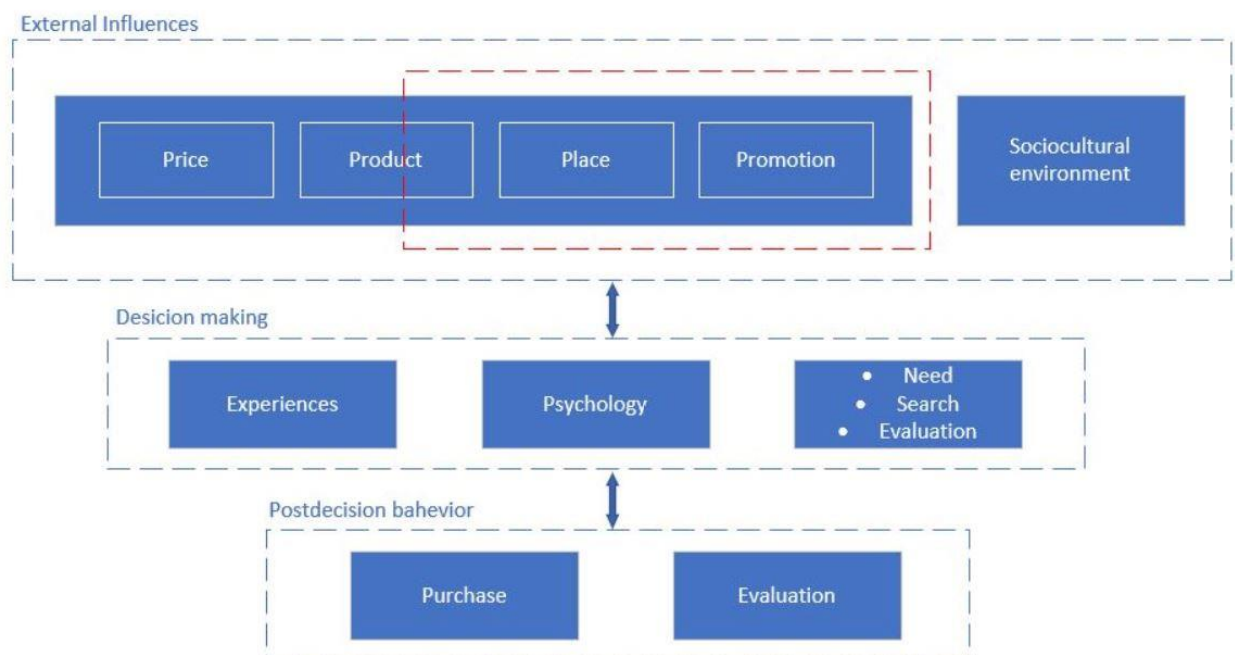 External Influences
Price
Product
Place
Promotion
Sociocultural
environment
Desicion making
Experiences
Psychology
• Need
• Search
• Evaluation
Postdecision bahevior
Purchase
Evaluation